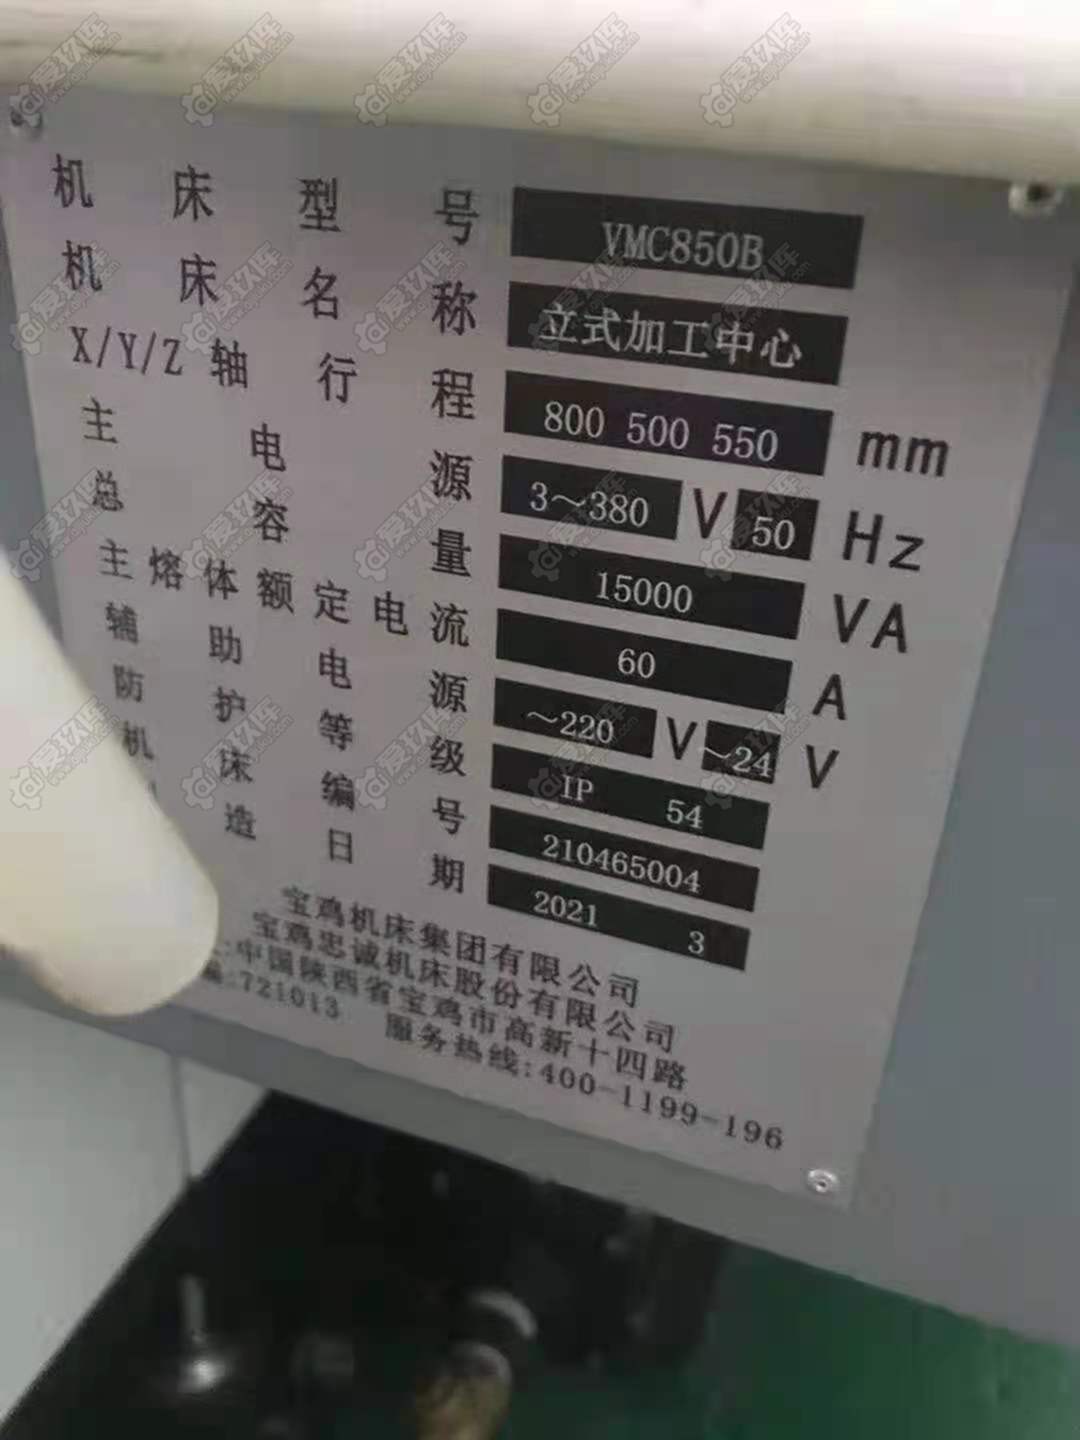 机床型号 VMC850B
机床名称 立式加工中心
X/Y/Z轴行程 800 500 550 mm
主电源 3～380 V 50 Hz
总容量 15000 VA
主熔体额定电流 60 A
辅助电源 ～220 V ～24 V
防护等级 IP 54
机床编号 210465004
造日期 2021 3
宝鸡机床集团有限公司
宝鸡忠诚机床股份有限公司
:中国陕西省宝鸡市高新十四路
:721013 服务热线:400-1199-196
爱玖库